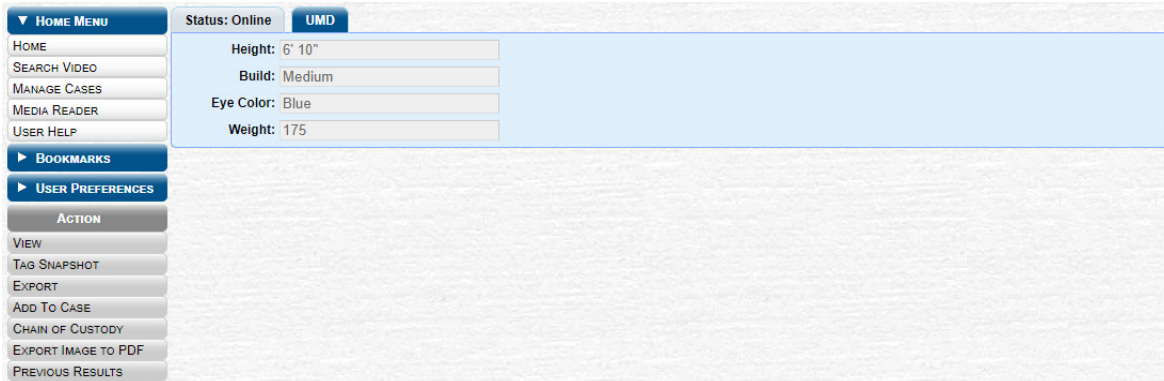 ▼ HOME MENU
HOME
SEARCH VIDEO
MANAGE CASES
MEDIA READER
USER HELP
► BOOKMARKS
► USER PREFERENCES
ACTION
VIEW
TAG SNAPSHOT
EXPORT
ADD TO CASE
CHAIN OF CUSTODY
EXPORT IMAGE TO PDF
PREVIOUS RESULTS
Status: Online UMD
Height: 6' 10"
Build: Medium
Eye Color: Blue
Weight: 175